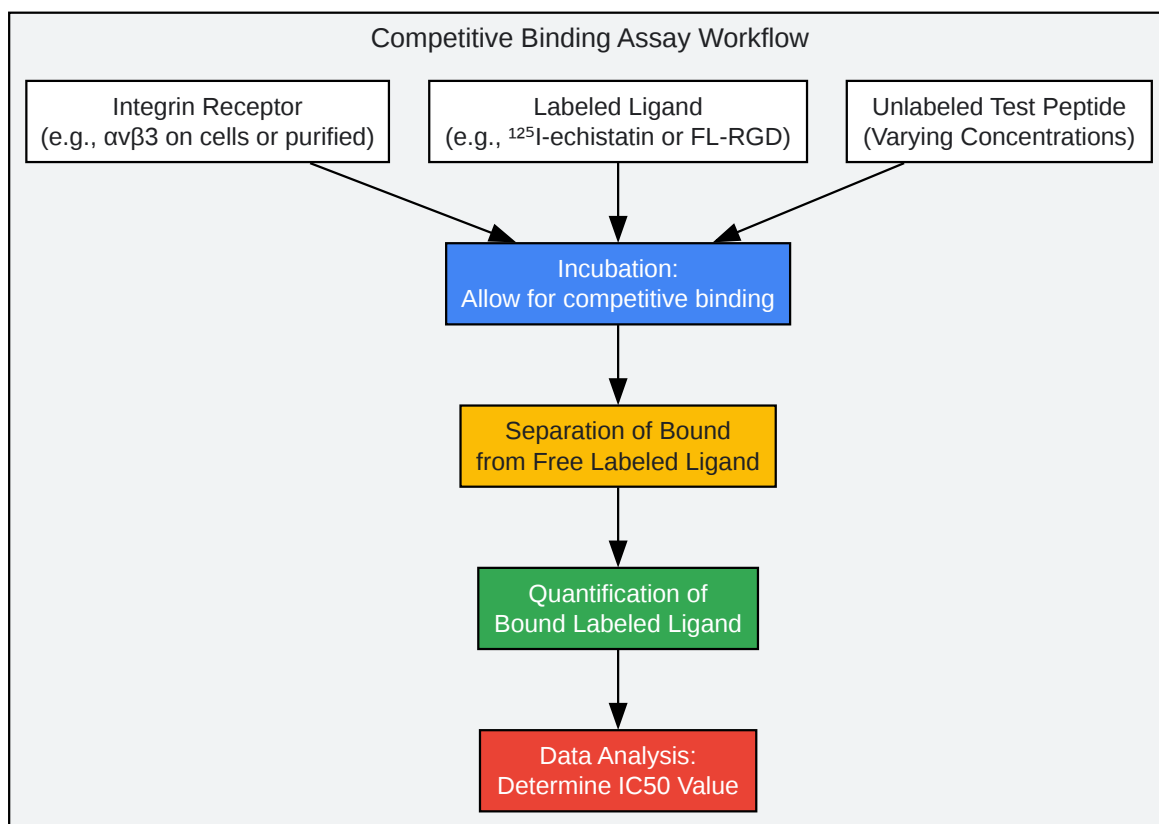 Competitive Binding Assay Workflow
Integrin Receptor
(e.g., αvβ3 on cells or purified)
Labeled Ligand
(e.g., ¹²⁵I-echistatin or FL-RGD)
Unlabeled Test Peptide
(Varying Concentrations)
Incubation:
Allow for competitive binding
Separation of Bound
from Free Labeled Ligand
Quantification of
Bound Labeled Ligand
Data Analysis:
Determine IC50 Value